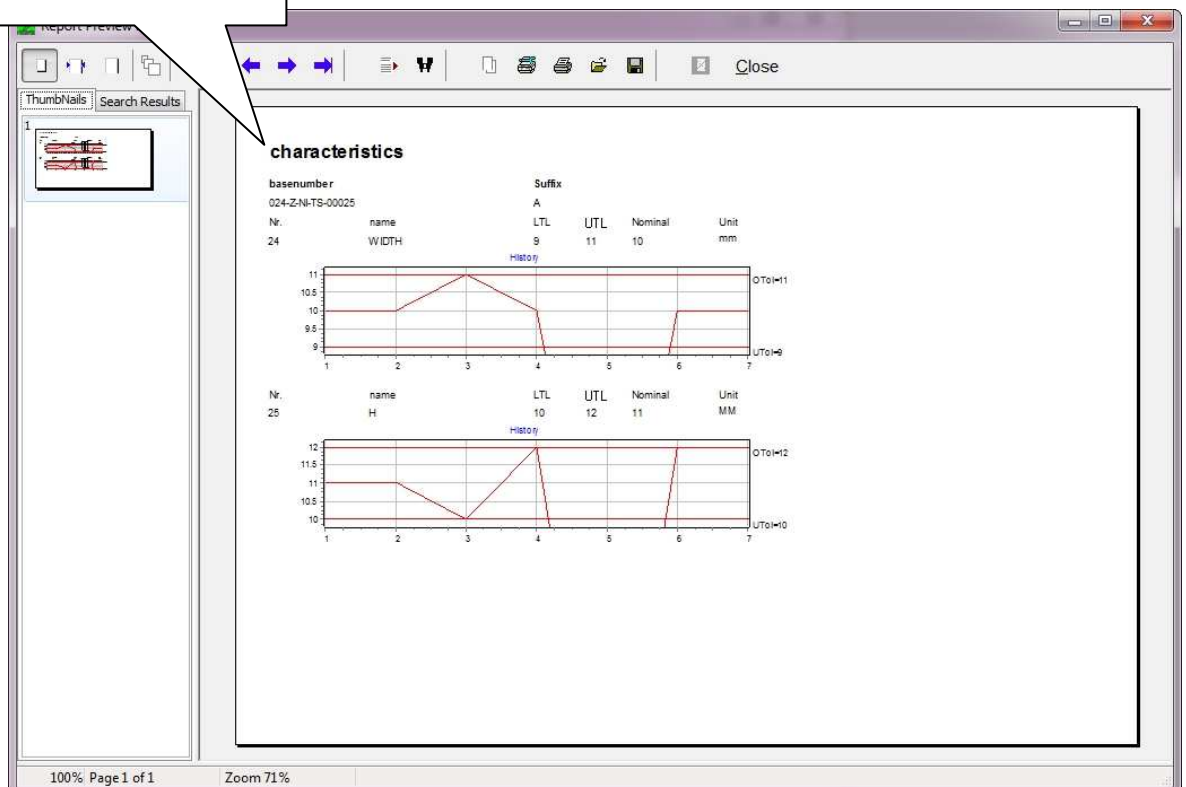 Report Preview
Close
ThumbNails Search Results
1
characteristics
basenumber Suffix
024-Z-NI-TS-00025 A
Nr. name LTL UTL Nominal Unit
24 WIDTH 9 11 10 mm
History
11
10.5
10
9.5
9
OTol=11
UTol=9
1 2 3 4 5 6 7
Nr. name LTL UTL Nominal Unit
25 H 10 12 11 MM
History
12
11.5
11
10.5
10
OTol=12
UTol=10
1 2 3 4 5 6 7
100% Page 1 of 1 Zoom 71%